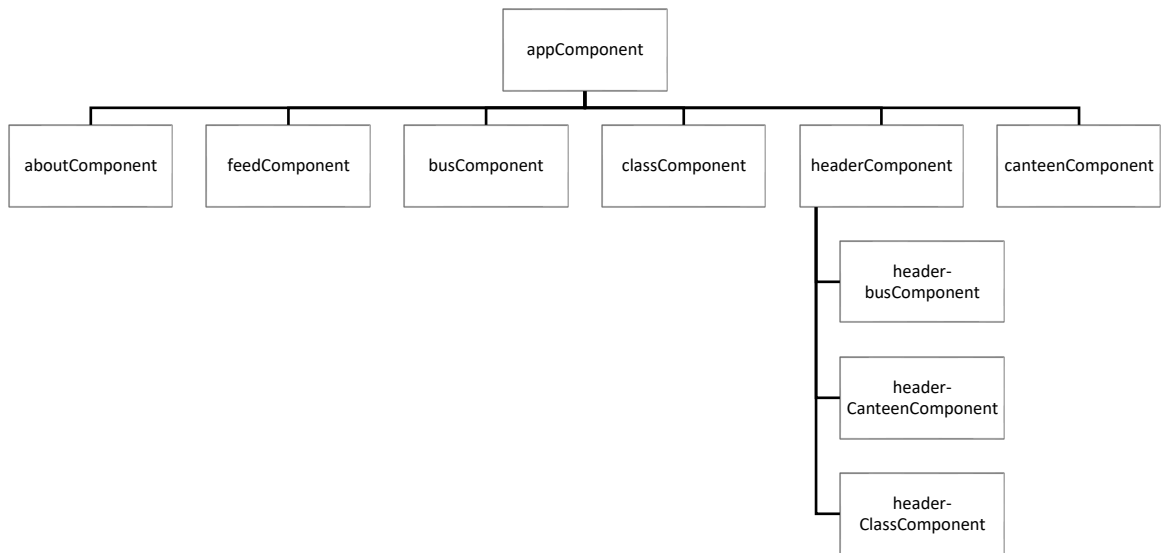 appComponent
aboutComponent
feedComponent
busComponent
classComponent
headerComponent
canteenComponent
header-
busComponent
header-
CanteenComponent
header-
ClassComponent